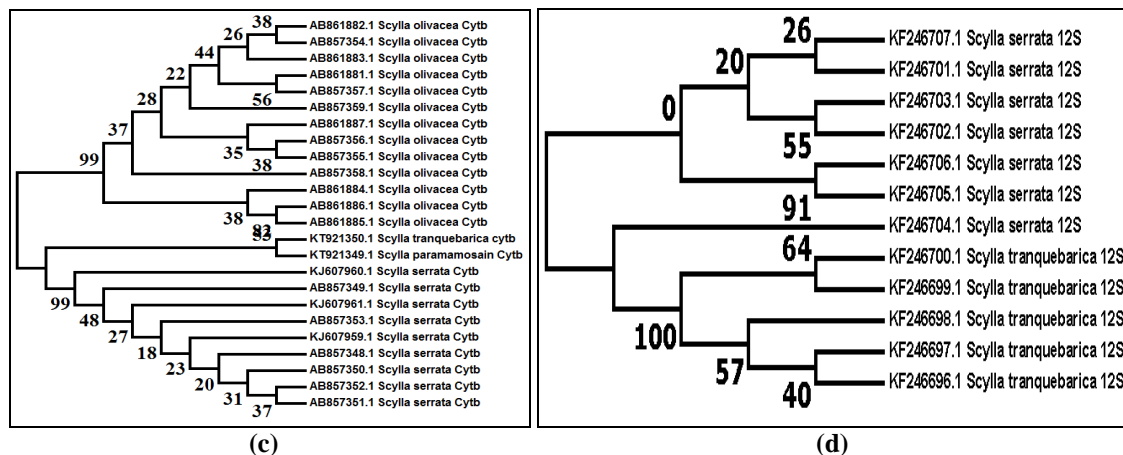 38
AB861882.1 Scylla olivacea Cytb
26
AB857354.1 Scylla olivacea Cytb
44
AB861883.1 Scylla olivacea Cytb
22
AB861881.1 Scylla olivacea Cytb
AB857357.1 Scylla olivacea Cytb
56
28
AB857359.1 Scylla olivacea Cytb
37
AB861887.1 Scylla olivacea Cytb
AB857356.1 Scylla olivacea Cytb
35
99
AB857355.1 Scylla olivacea Cytb
38
AB857358.1 Scylla olivacea Cytb
AB861884.1 Scylla olivacea Cytb
AB861886.1 Scylla olivacea Cytb
38
AB861885.1 Scylla olivacea Cytb
KT921350.1 Scylla tranquebarica cytb
KT921349.1 Scylla paramamosain Cytb
KJ607960.1 Scylla serrata Cytb
99
AB857349.1 Scylla serrata Cytb
48
KJ607961.1 Scylla serrata Cytb
27
AB857353.1 Scylla serrata Cytb
18
KJ607959.1 Scylla serrata Cytb
23
AB857348.1 Scylla serrata Cytb
20
AB857350.1 Scylla serrata Cytb
31
AB857352.1 Scylla serrata Cytb
37
AB857351.1 Scylla serrata Cytb
(c)
26
KF246707.1 Scylla serrata 12S
20
KF246701.1 Scylla serrata 12S
0
KF246703.1 Scylla serrata 12S
KF246702.1 Scylla serrata 12S
55
KF246706.1 Scylla serrata 12S
KF246705.1 Scylla serrata 12S
91
KF246704.1 Scylla serrata 12S
64
KF246700.1 Scylla tranquebarica 12S
KF246699.1 Scylla tranquebarica 12S
KF246698.1 Scylla tranquebarica 12S
100
KF246697.1 Scylla tranquebarica 12S
57
KF246696.1 Scylla tranquebarica 12S
40
(d)